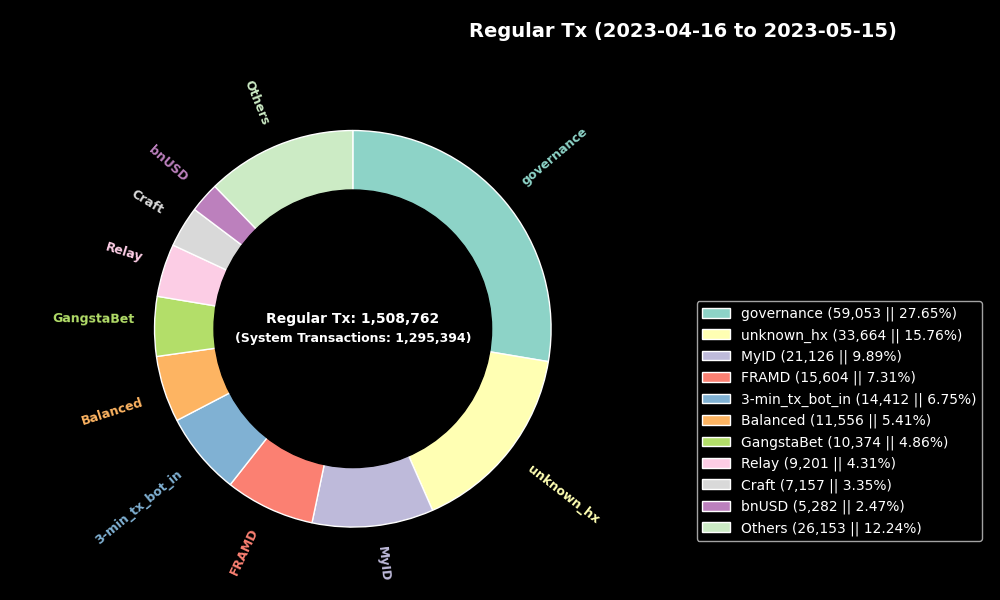 Regular Tx (2023-04-16 to 2023-05-15)
Others
governance
bnUSD
Craft
Relay
GangstaBet
Balanced
3-min_tx_bot_in
FRAMD
MyID
unknown_hx
Regular Tx: 1,508,762
(System Transactions: 1,295,394)
governance (59,053 || 27.65%)
unknown_hx (33,664 || 15.76%)
MyID (21,126 || 9.89%)
FRAMD (15,604 || 7.31%)
3-min_tx_bot_in (14,412 || 6.75%)
Balanced (11,556 || 5.41%)
GangstaBet (10,374 || 4.86%)
Relay (9,201 || 4.31%)
Craft (7,157 || 3.35%)
bnUSD (5,282 || 2.47%)
Others (26,153 || 12.24%)